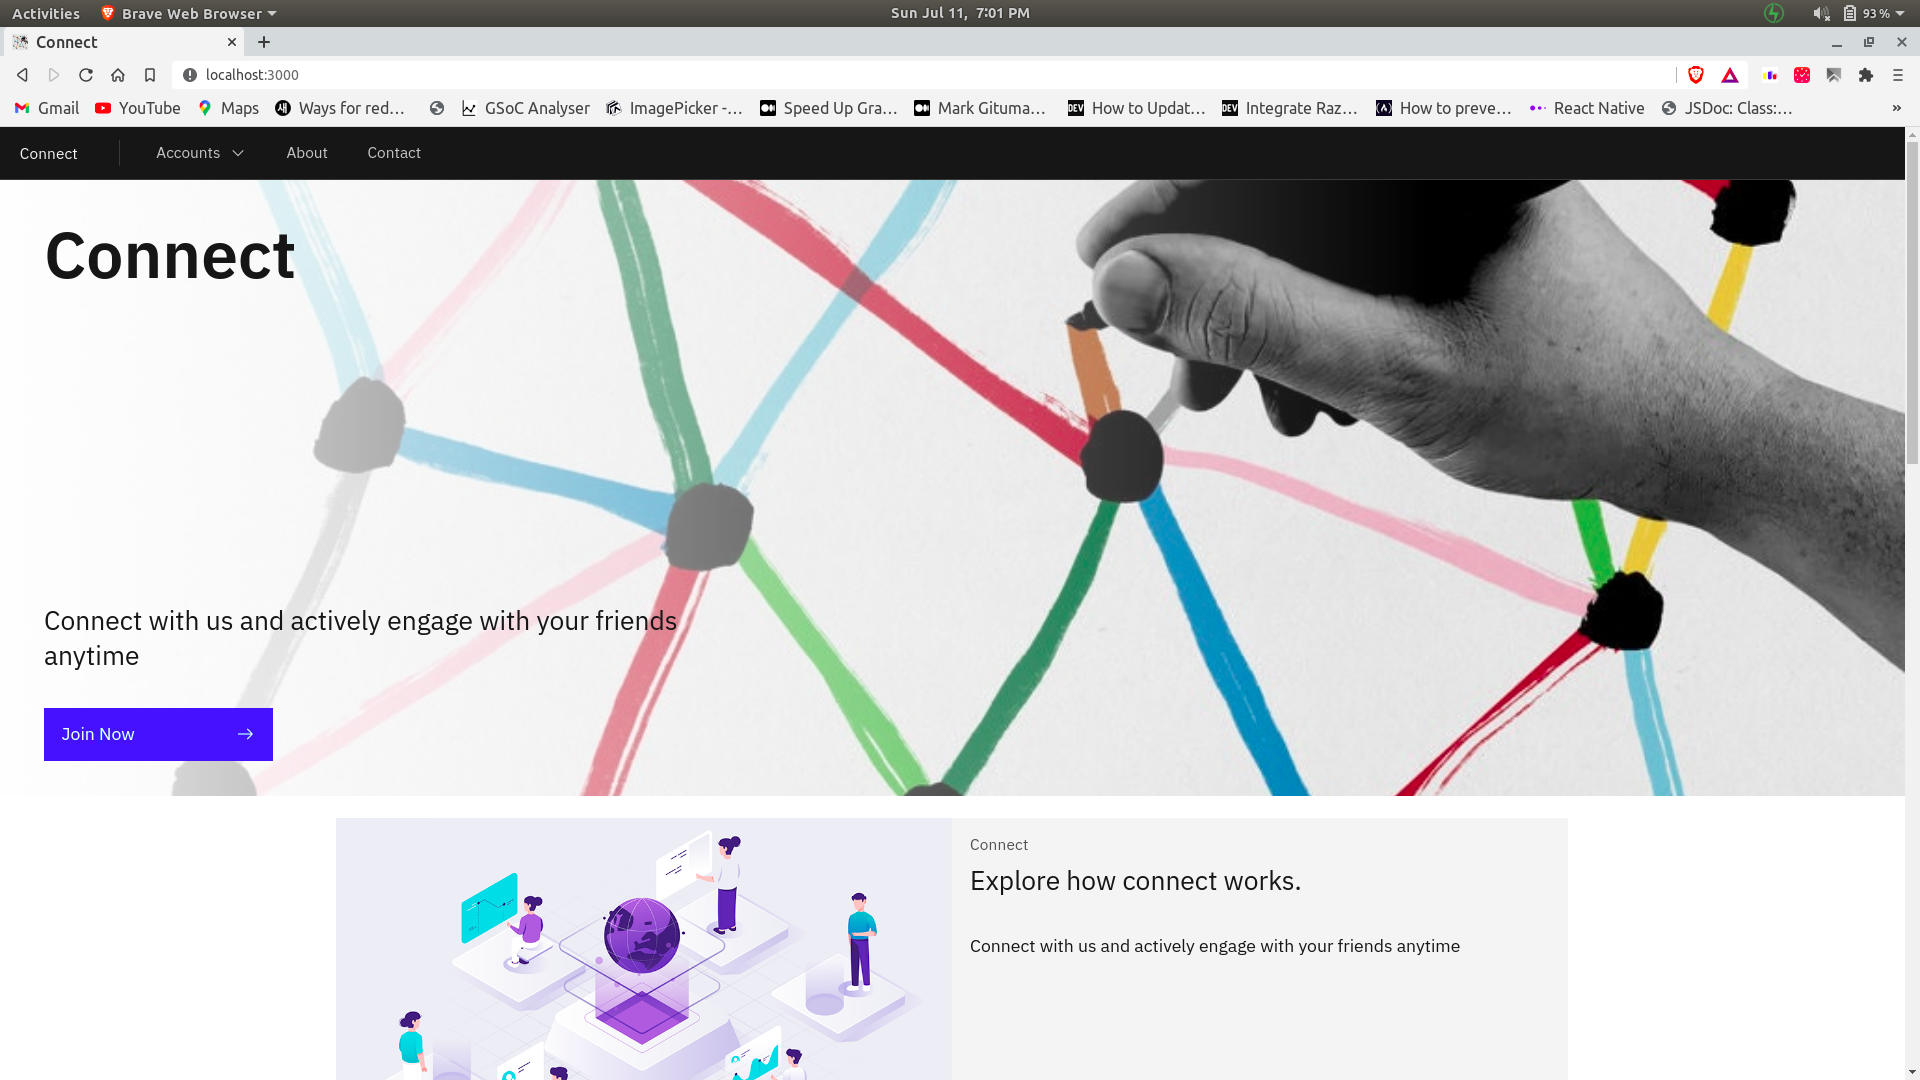 Activities Brave Web Browser Sun Jul 11, 7:01 PM 93 %
Connect
localhost:3000
Gmail YouTube Maps Ways for red… GSoC Analyser ImagePicker -… Speed Up Gra… Mark Gituma… How to Updat… Integrate Raz… How to preve… React Native JSDoc: Class:… »
Connect Accounts About Contact
Connect
Connect with us and actively engage with your friends
anytime
Join Now
Connect
Explore how connect works.
Connect with us and actively engage with your friends anytime